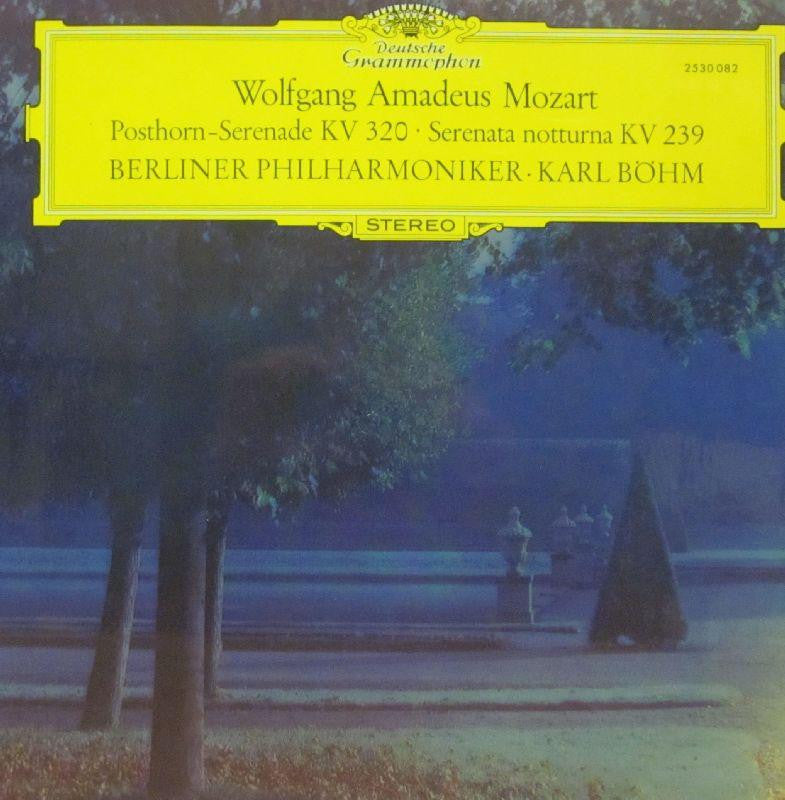 Deutsche
Grammophon
2530 082
Wolfgang Amadeus Mozart
Posthorn-Serenade KV 320 · Serenata notturna KV 239
BERLINER PHILHARMONIKER · KARL BÖHM
STEREO